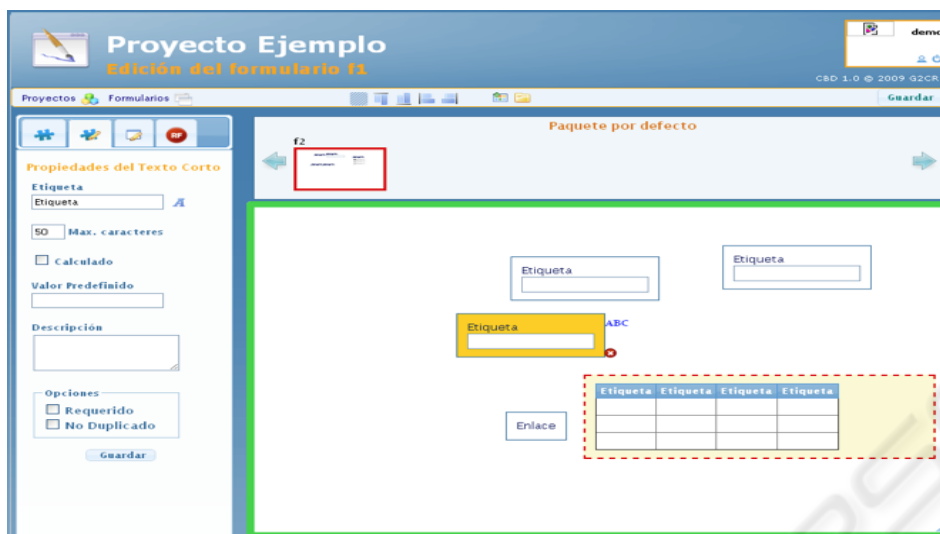 Proyecto Ejemplo
Edición del formulario f1
demo
CBD 1.0 © 2009 G2CR
Proyectos Formularios
Guardar
RF
Propiedades del Texto Corto
Etiqueta
Etiqueta A
50 Max. caracteres
Calculado
Valor Predefinido
Descripción
Opciones
Requerido
No Duplicado
Guardar
Paquete por defecto
f2
Etiqueta
Etiqueta
Etiqueta
ABC
Etiqueta Etiqueta Etiqueta Etiqueta
Enlace